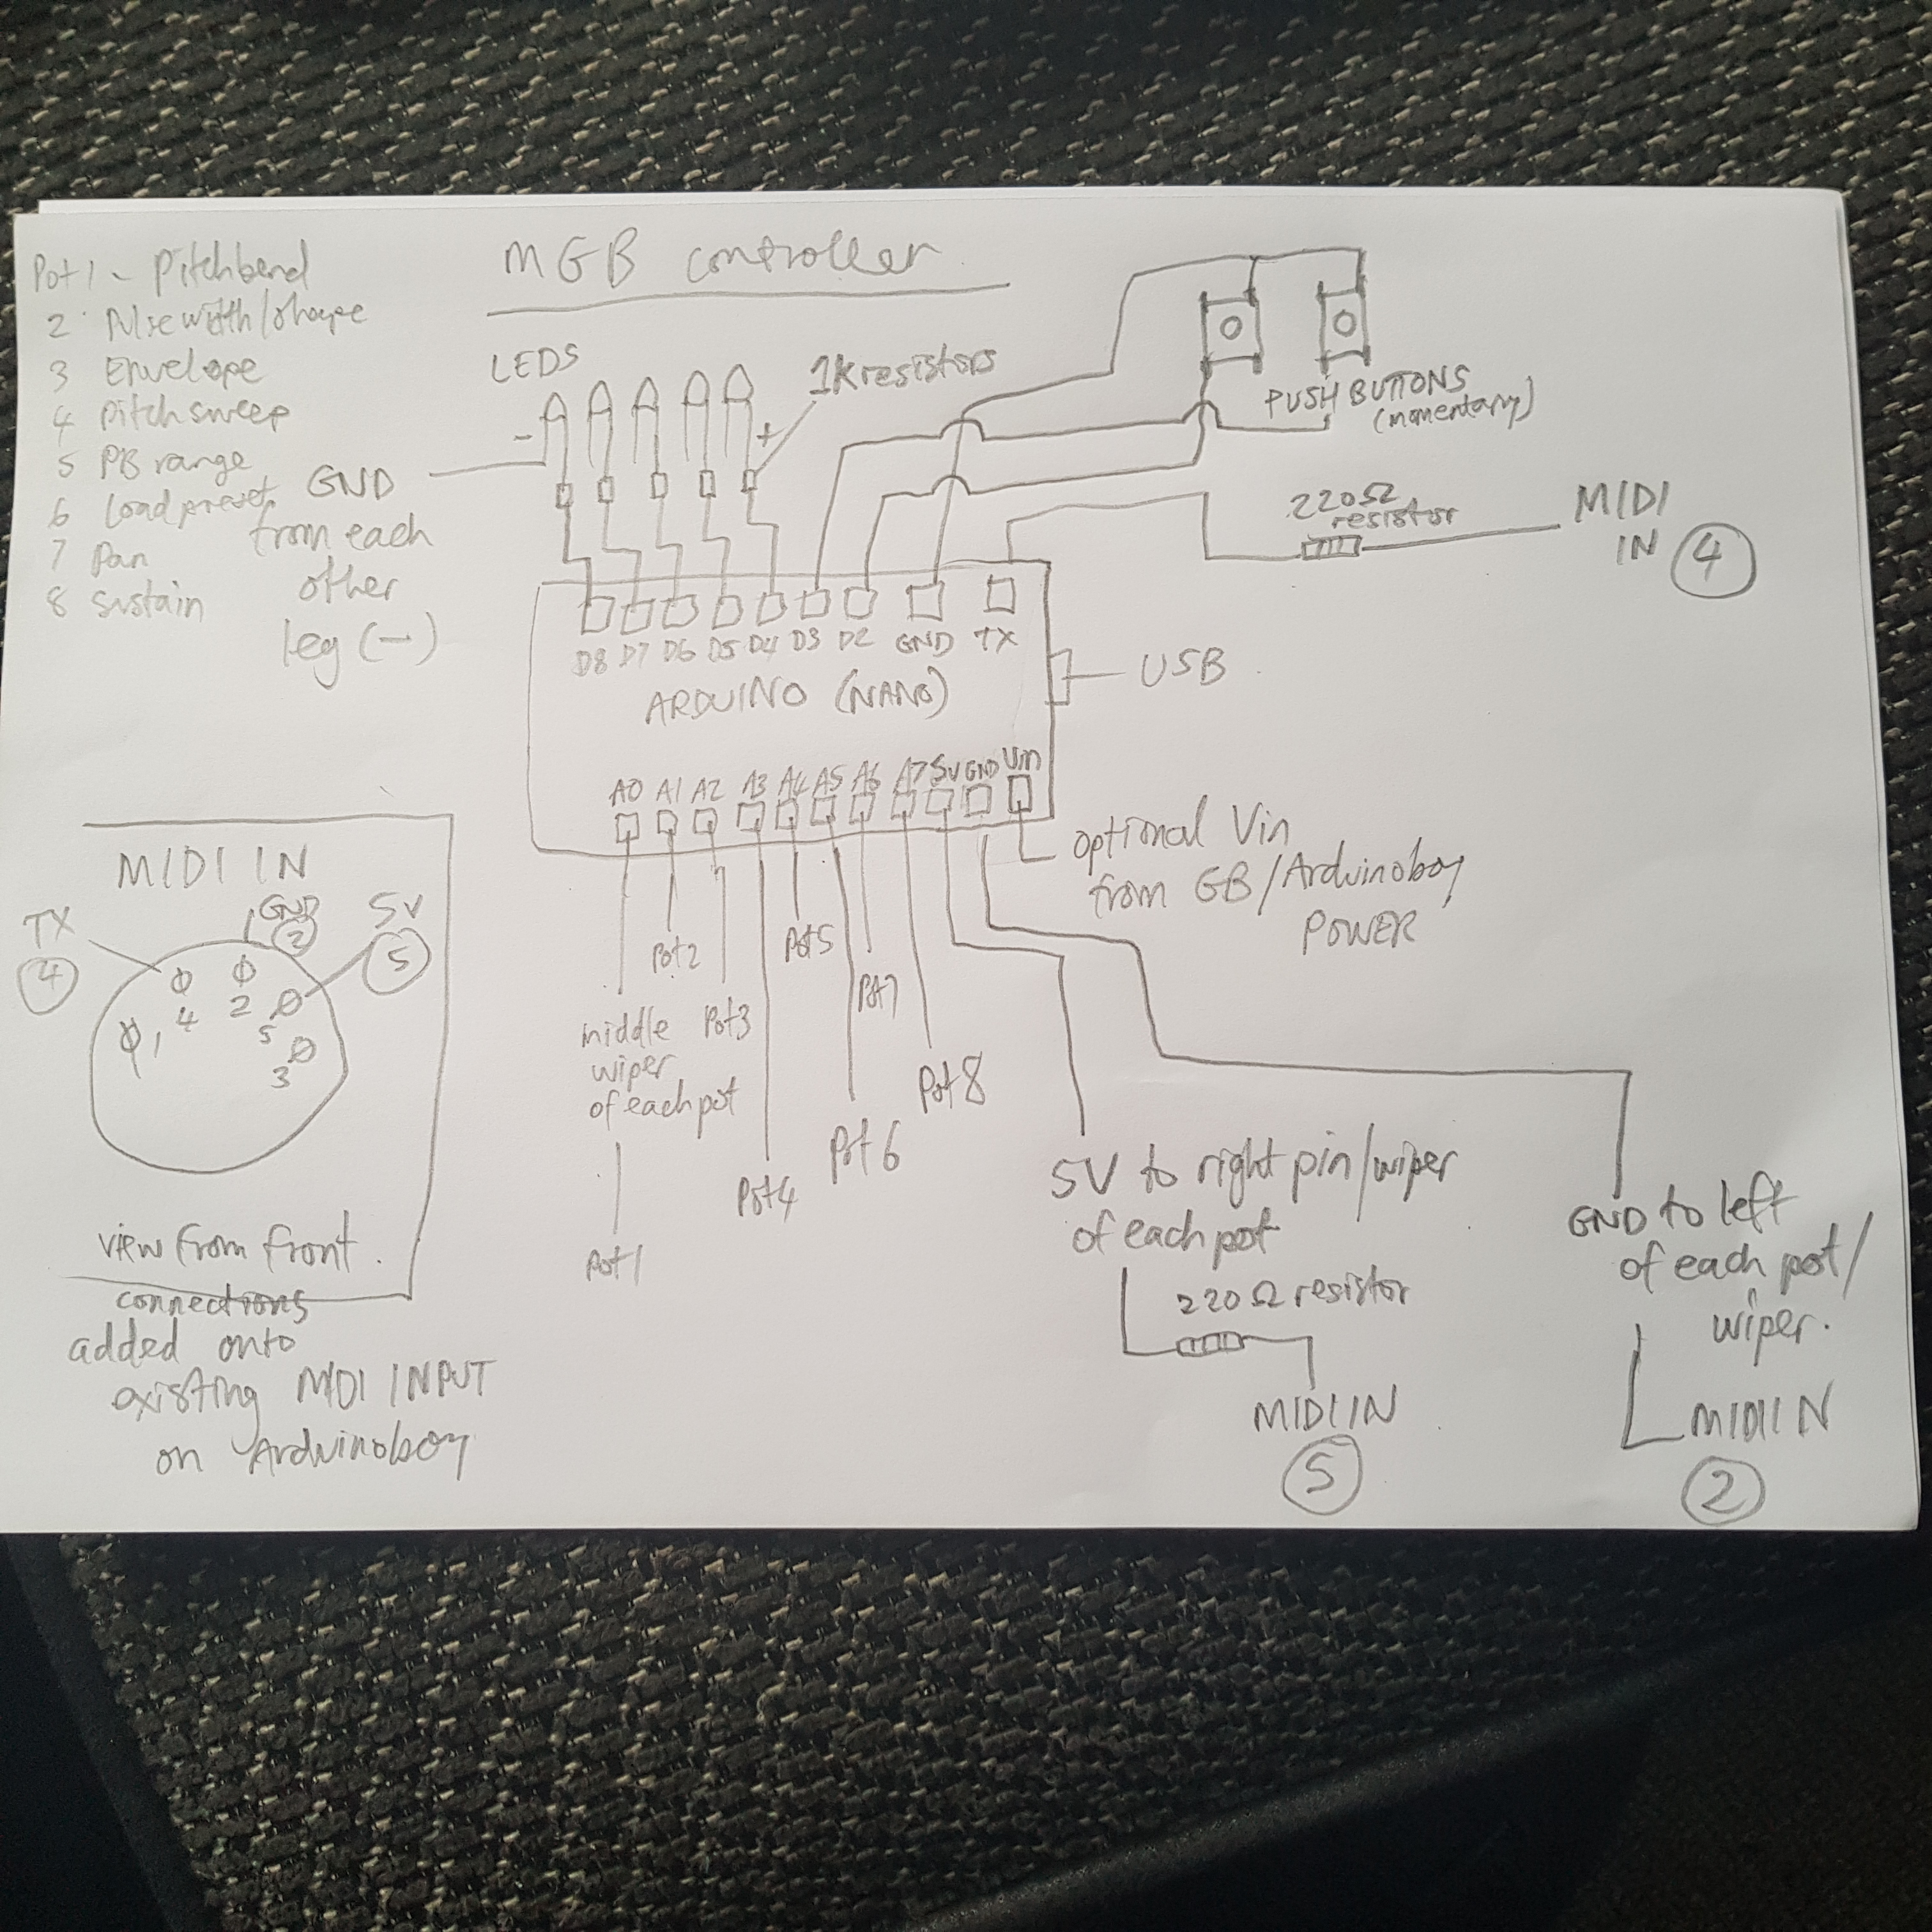 MGB controller
Pot 1 - Pitchbend
2 Pulsewidth/shape
3 Envelope
4 Pitchsweep
5 PB range
6 Load preset
7 Pan
8 Sustain
LEDS
1K resistors
-
+
GND
from each
other
leg (-)
PUSH BUTTONS
(momentary)
220Ω
resistor
MIDI
IN 4
D8 D7 D6 D5 D4 D3 D2 GND TX
ARDUINO (NANO)
USB
A0 A1 A2 A3 A4 A5 A6 A7 5V GND Vin
optional Vin
from GB/Arduinoboy
POWER
MIDI IN
TX
4
GND
2
5V
5
4
2
1
5
3
view from front.
connections
added onto
existing MIDI INPUT
on Arduinoboy
Pot2
Pot5
Pot7
middle
wiper
of each pot
Pot3
Pot8
Pot6
Pot4
Pot1
5V to right pin/wiper
of each pot
220Ω resistor
MIDI IN
5
GND to left
of each pot/
wiper.
MIDI IN
2